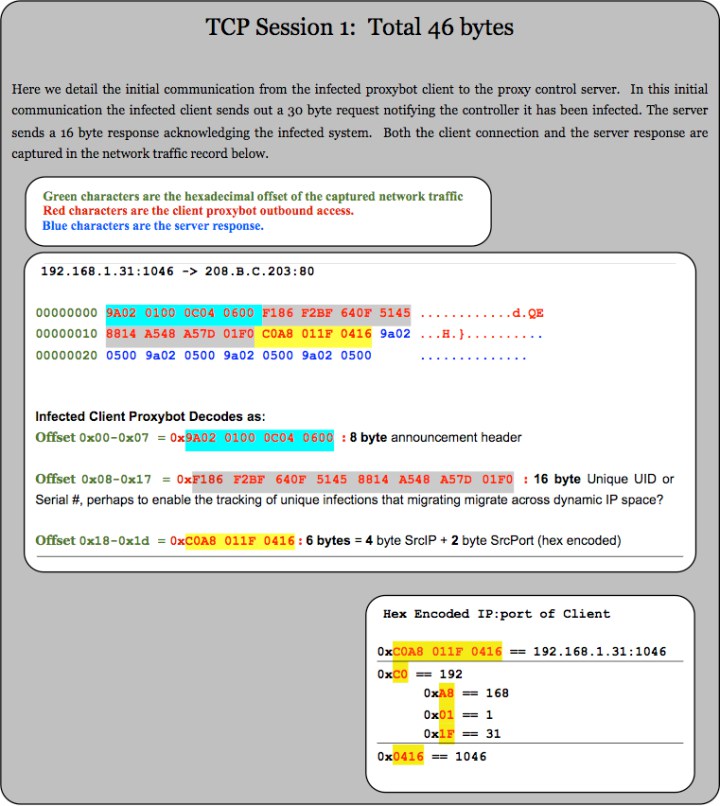 TCP Session 1: Total 46 bytes
Here we detail the initial communication from the infected proxybot client to the proxy control server. In this initial
communication the infected client sends out a 30 byte request notifying the controller it has been infected. The server
sends a 16 byte response acknowledging the infected system. Both the client connection and the server response are
captured in the network traffic record below.
Green characters are the hexadecimal offset of the captured network traffic
Red characters are the client proxybot outbound access.
Blue characters are the server response.
192.168.1.31:1046 -> 208.B.C.203:80
00000000 9A02 0100 0C04 0600 F186 F2BF 640F 5145 ............d.QE
00000010 8814 A548 A57D 01F0 C0A8 011F 0416 9a02 ...H.}..........
00000020 0500 9a02 0500 9a02 0500 9a02 0500 ..............
Infected Client Proxybot Decodes as:
Offset 0x00-0x07 = 0x9A02 0100 0C04 0600 : 8 byte announcement header
Offset 0x08-0x17 = 0xF186 F2BF 640F 5145 8814 A548 A57D 01F0 : 16 byte Unique UID or
Serial #, perhaps to enable the tracking of unique infections that migrating migrate across dynamic IP space?
Offset 0x18-0x1d = 0xC0A8 011F 0416 : 6 bytes = 4 byte SrcIP + 2 byte SrcPort (hex encoded)
Hex Encoded IP:port of Client
0xC0A8 011F 0416 == 192.168.1.31:1046
0xC0 == 192
0xA8 == 168
0x01 == 1
0x1F == 31
0x0416 == 1046